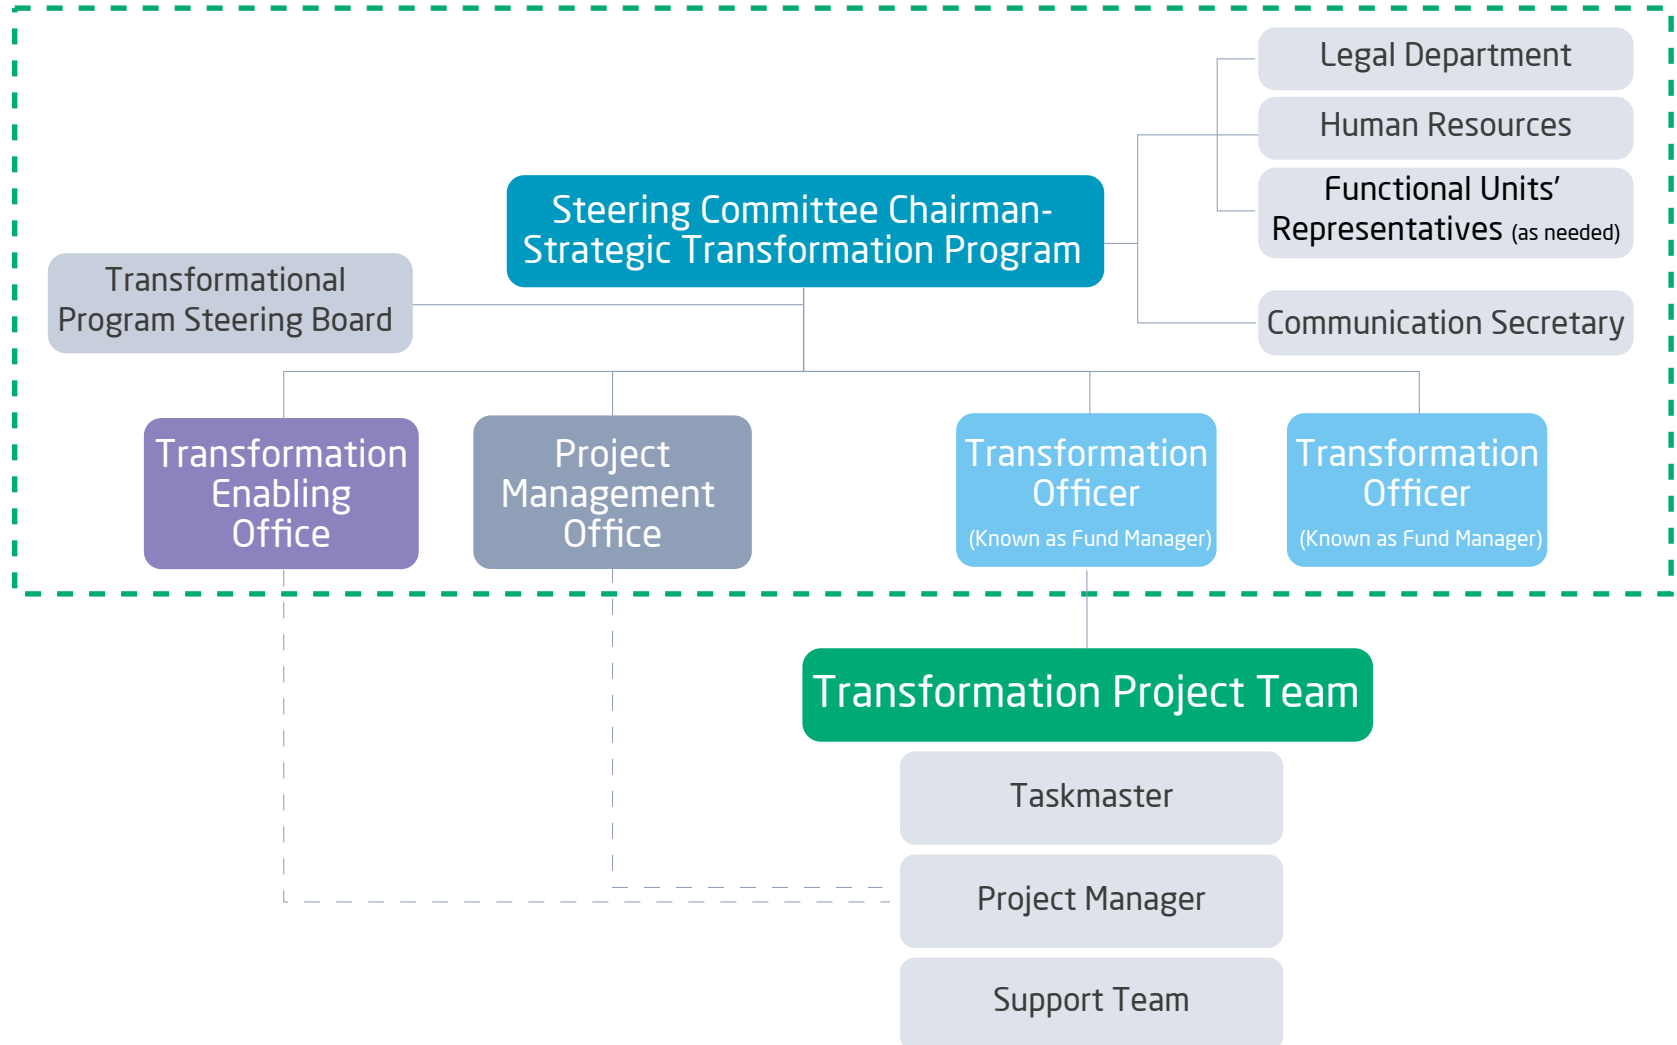 Legal Department
Human Resources
Functional Units’
Representatives (as needed)
Steering Committee Chairman-
Strategic Transformation Program
Transformational
Program Steering Board
Communication Secretary
Transformation
Enabling
Office
Project
Management
Office
Transformation
Officer
(Known as Fund Manager)
Transformation
Officer
(Known as Fund Manager)
Transformation Project Team
Taskmaster
Project Manager
Support Team